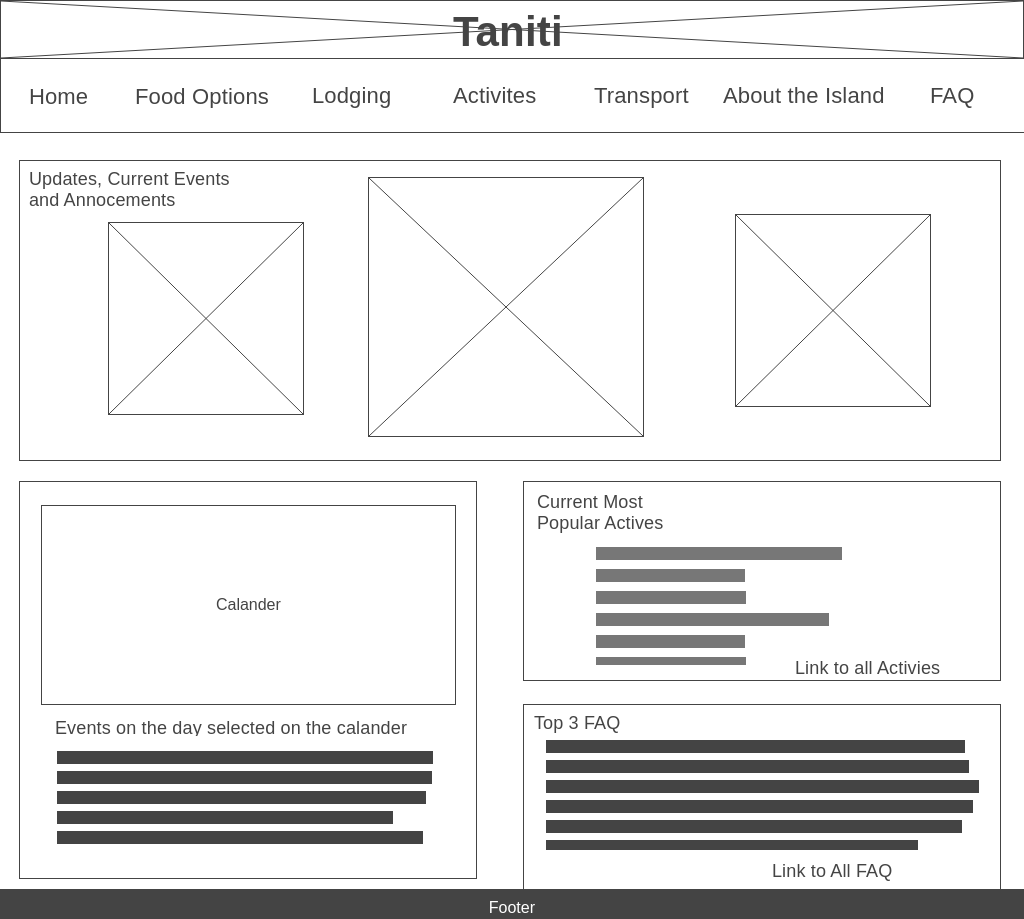 Taniti
Home
Food Options
Lodging
Activites
Transport
About the Island
FAQ
Updates, Current Events
and Annocements
Calander
Events on the day selected on the calander
Current Most
Popular Actives
Link to all Activies
Top 3 FAQ
Link to All FAQ
Footer